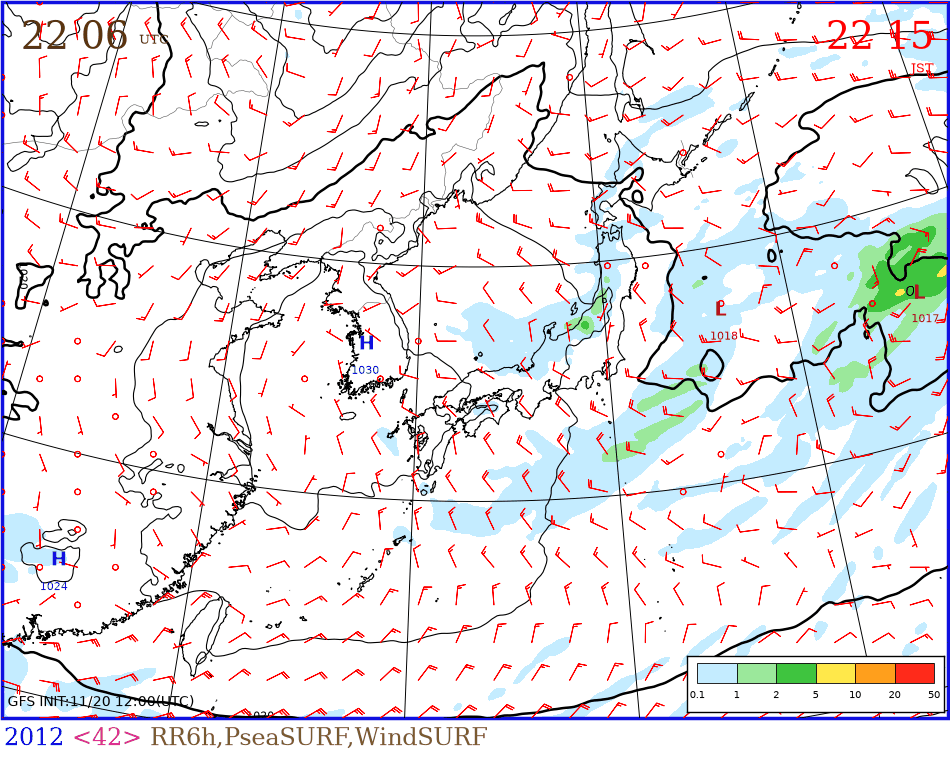 22 06 UTC
22 15
JST
L
1017
L
1018
H
1030
H
1024
1020
GFS INIT:11/20 12:00(UTC)
0.1 1 2 5 10 20 50
2012 <42> RR6h,PseaSURF,WindSURF